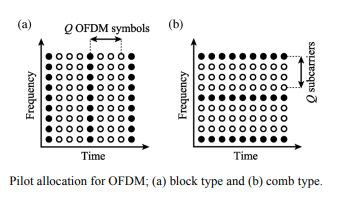 (a)
Q OFDM symbols
Frequency
Time
(b)
Q subcarriers
Frequency
Time
Pilot allocation for OFDM; (a) block type and (b) comb type.